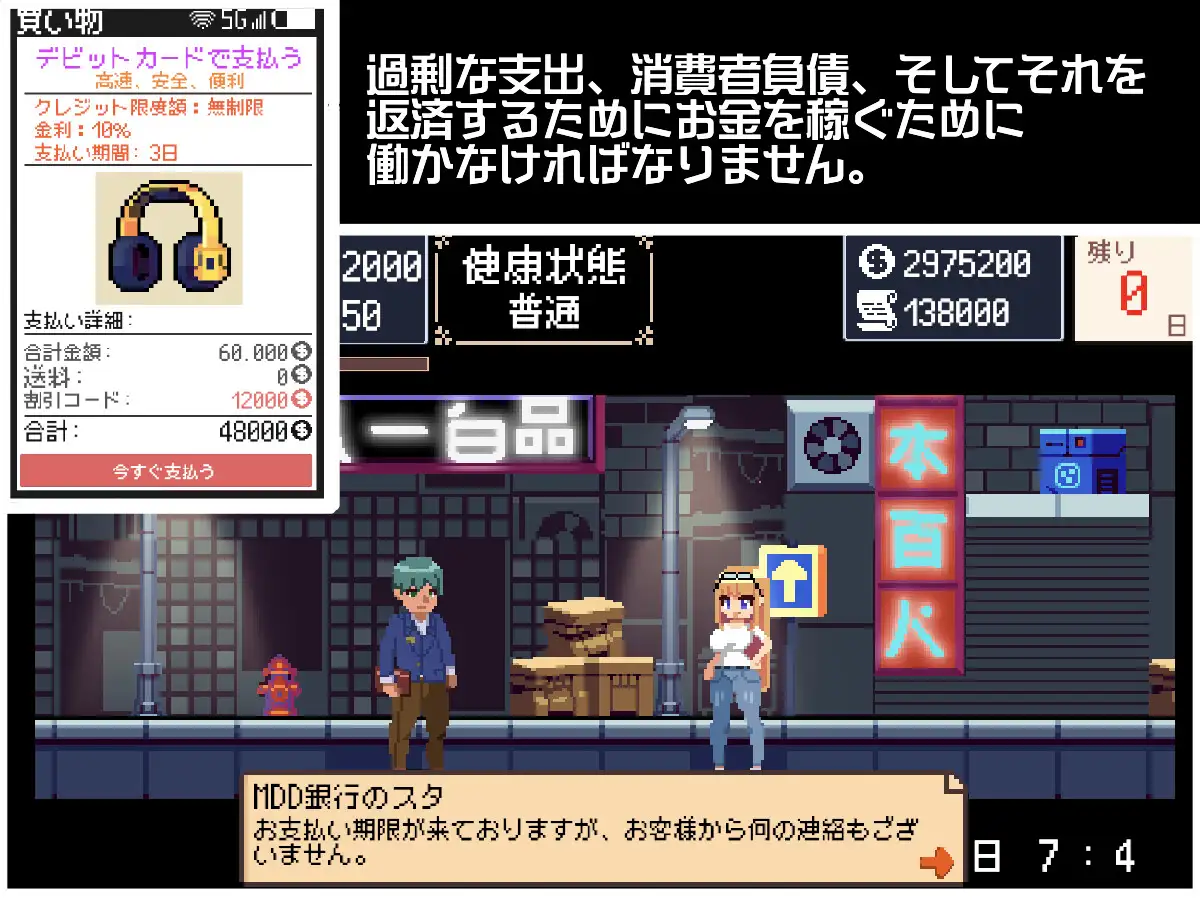 買い物
5G
デビットカードで支払う
高速、安全、便利
クレジット限度額：無制限
金利：10%
支払い期間：3日
支払い詳細：
合計金額： 60.000
送料： 0
割引コード： 12000
合計： 48000
今すぐ支払う
過剰な支出、消費者負債、そしてそれを
返済するためにお金を稼ぐために
働かなければなりません。
2000
50
健康状態
普通
2975200
138000
残り
0
日
一白品
本
百
MDD銀行のスタ
お支払い期限が来ておりますが、お客様から何の連絡もござ
いません。
日 7：4